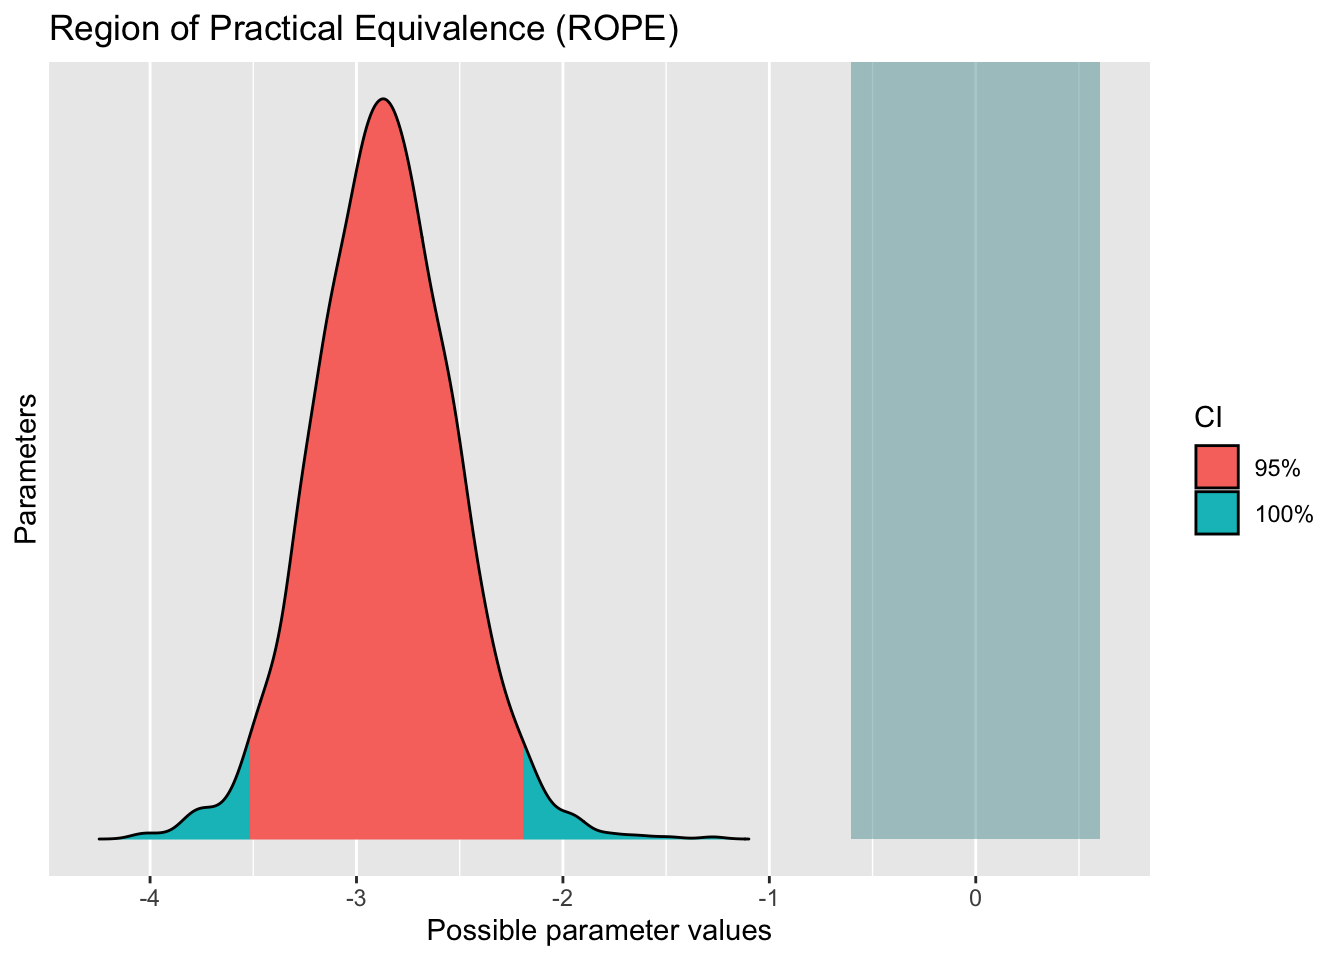 Region of Practical Equivalence (ROPE)
Parameters
CI
95%
100%
-4
-3
-2
-1
0
Possible parameter values